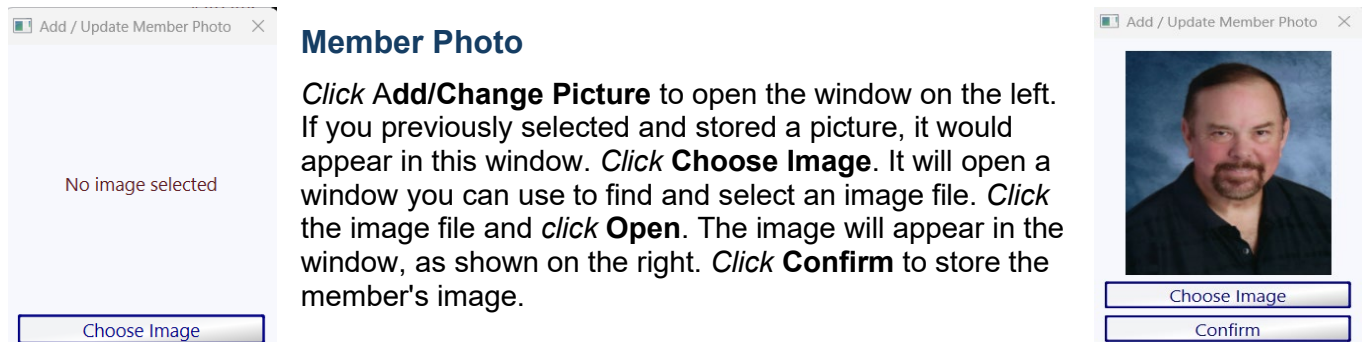 Add / Update Member Photo
No image selected
Choose Image
Member Photo
Click Add/Change Picture to open the window on the left.
If you previously selected and stored a picture, it would
appear in this window. Click Choose Image. It will open a
window you can use to find and select an image file. Click
the image file and click Open. The image will appear in the
window, as shown on the right. Click Confirm to store the
member's image.
Add / Update Member Photo
Choose Image
Confirm